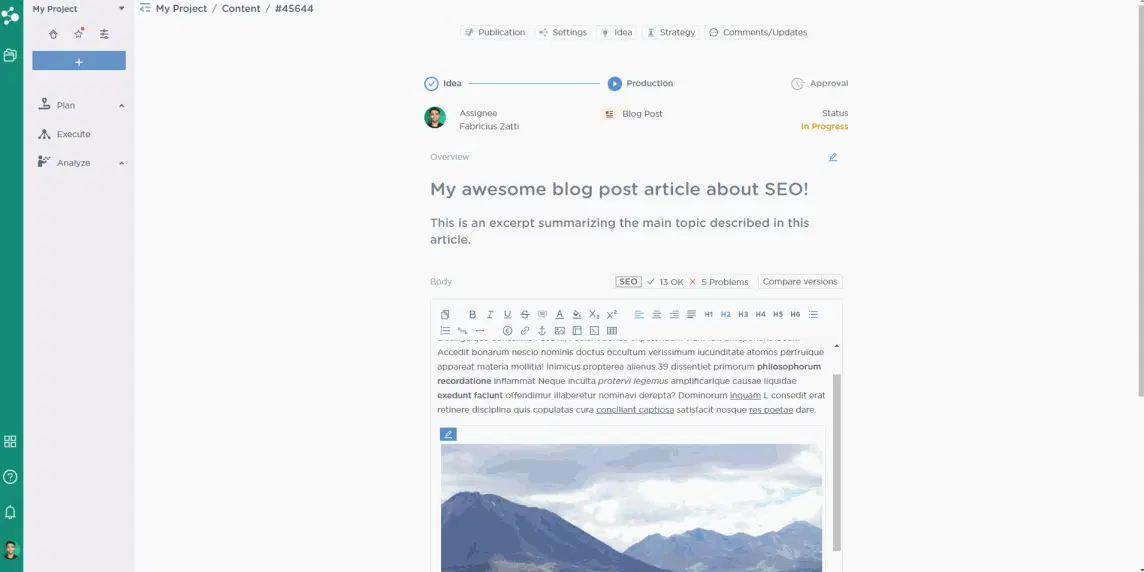 My Project
My Project / Content / #45644
Publication Settings Idea Strategy Comments/Updates
+
Plan
Execute
Analyze
Idea Production Approval
Assignee
Fabricius Zatti
Blog Post
Status
In Progress
Overview
My awesome blog post article about SEO!
This is an excerpt summarizing the main topic described in this
article.
Body
SEO 13 OK 5 Problems Compare versions
B I U S A X₂ X² H1 H2 H3 H4 H5 H6
Accedit bonarum nescio nominis doctus occultum verissimum iucunditate atomos perfruique
appareat materia mollitia! Inimicus propterea alienus 39 dissentiet primorum philosophorum
recordatione inflammat Neque inculta protervi legemus amplificarique causae liquidae
exedunt faciunt offendimur illaberetur nominavi derepta? Dominorum inquam L consedit erat
retinere disciplina quis copulatas cura conciliant captiosa satisfacit nosque res poetae dare.